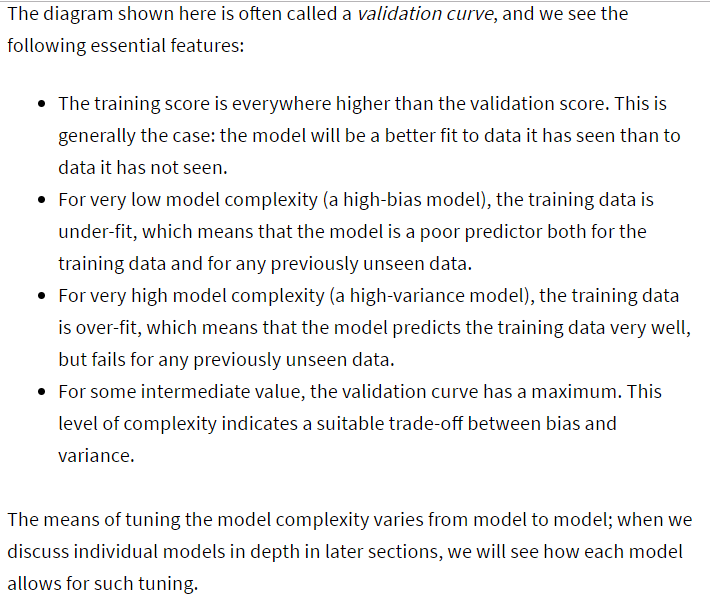 The diagram shown here is often called a validation curve, and we see the
following essential features:
• The training score is everywhere higher than the validation score. This is
generally the case: the model will be a better fit to data it has seen than to
data it has not seen.
• For very low model complexity (a high-bias model), the training data is
under-fit, which means that the model is a poor predictor both for the
training data and for any previously unseen data.
• For very high model complexity (a high-variance model), the training data
is over-fit, which means that the model predicts the training data very well,
but fails for any previously unseen data.
• For some intermediate value, the validation curve has a maximum. This
level of complexity indicates a suitable trade-off between bias and
variance.
The means of tuning the model complexity varies from model to model; when we
discuss individual models in depth in later sections, we will see how each model
allows for such tuning.